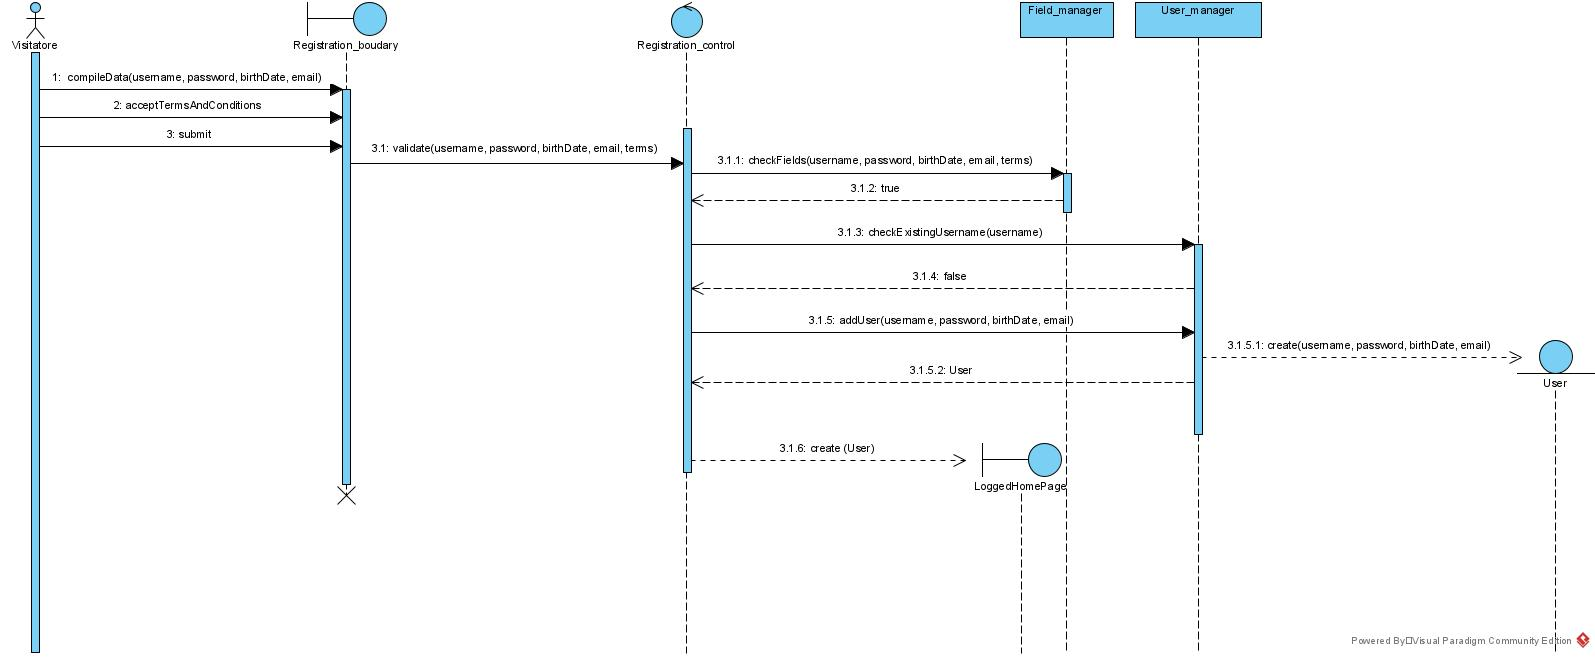 Visitatore
Registration_boudary
Registration_control
Field_manager
User_manager
1: compileData(username, password, birthDate, email)
2: acceptTermsAndConditions
3: submit
3.1: validate(username, password, birthDate, email, terms)
3.1.1: checkFields(username, password, birthDate, email, terms)
3.1.2: true
3.1.3: checkExistingUsername(username)
3.1.4: false
3.1.5: addUser(username, password, birthDate, email)
3.1.5.1: create(username, password, birthDate, email)
3.1.5.2: User
User
3.1.6: create (User)
LoggedHomePage
Powered By□Visual Paradigm Community Edition